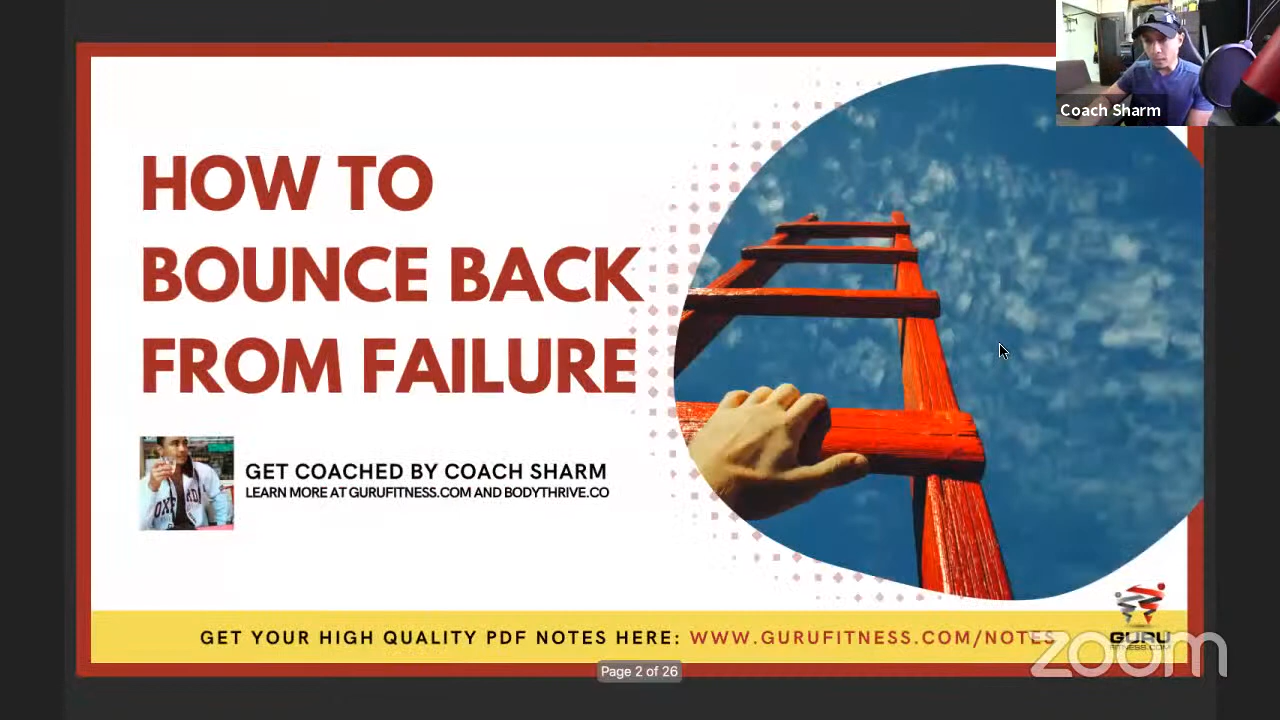 Coach Sharm
HOW TO
BOUNCE BACK
FROM FAILURE
GET COACHED BY COACH SHARM
LEARN MORE AT GURUFITNESS.COM AND BODYTHRIVE.CO
GET YOUR HIGH QUALITY PDF NOTES HERE: WWW.GURUFITNESS.COM/NOTES
GURU
FITNESS.COM
zoom
Page 2 of 26